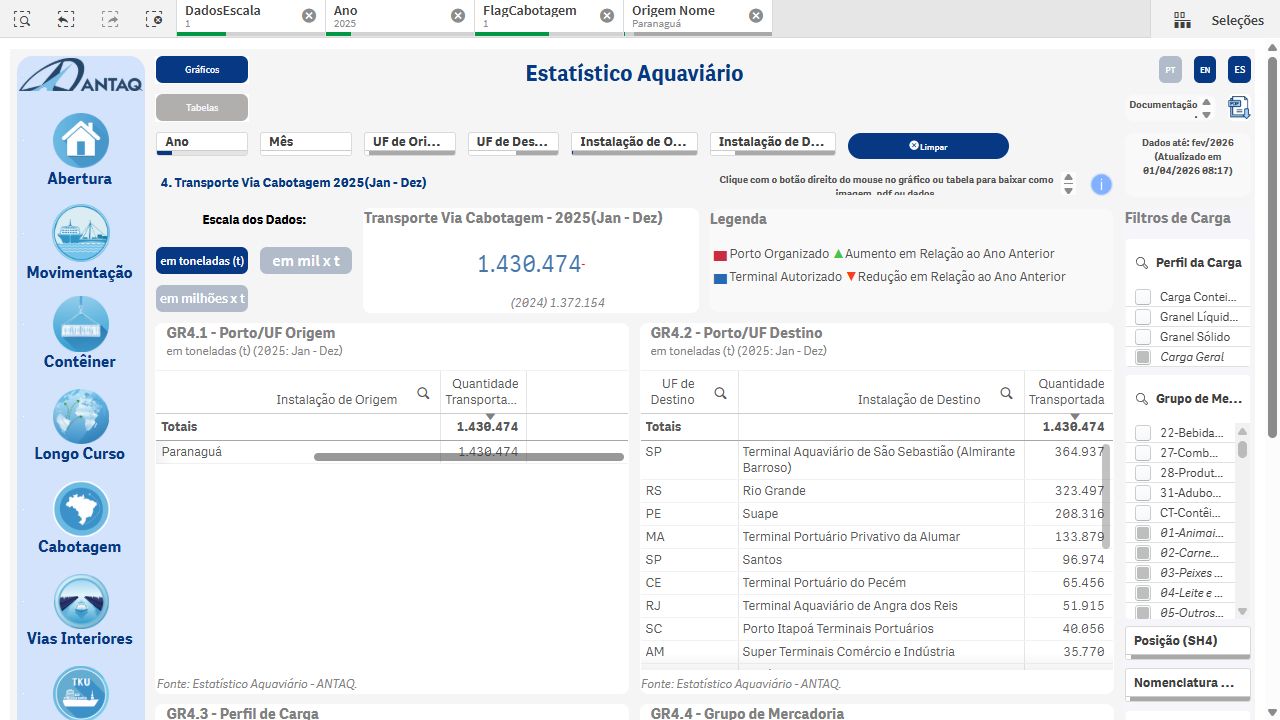 DadosEscala
1
Ano
2025
FlagCabotagem
1
Origem Nome
Paranaguá
Seleções
ANTAQ
Gráficos
Estatístico Aquaviário
PT
EN
ES
Tabelas
Documentação
Ano
Mês
UF de Ori...
UF de Des...
Instalação de O...
Instalação de D...
Limpar
Dados até: fev/2026
(Atualizado em
01/04/2026 08:17)
4. Transporte Via Cabotagem 2025(Jan - Dez)
Clique com o botão direito do mouse no gráfico ou tabela para baixar como
imagem, pdf ou dados
Abertura
Movimentação
Contêiner
Longo Curso
Cabotagem
Vias Interiores
TKU
Escala dos Dados:
em toneladas (t)
em mil x t
em milhões x t
Transporte Via Cabotagem - 2025(Jan - Dez)
1.430.474-
(2024) 1.372.154
Legenda
Porto Organizado ▲Aumento em Relação ao Ano Anterior
Terminal Autorizado ▼Redução em Relação ao Ano Anterior
Filtros de Carga
Perfil da Carga
Carga Contei...
Granel Líquid...
Granel Sólido
Carga Geral
Grupo de Me...
22-Bebida...
27-Comb...
28-Produt...
31-Adubo...
CT-Contêi...
01-Animai...
02-Carne...
03-Peixes ...
04-Leite e ...
05-Outros...
Posição (SH4)
Nomenclatura ...
GR4.1 - Porto/UF Origem
em toneladas (t) (2025: Jan - Dez)
Instalação de Origem
Quantidade
Transporta...
Totais 1.430.474
Paranaguá 1.430.474
Fonte: Estatístico Aquaviário - ANTAQ.
GR4.2 - Porto/UF Destino
em toneladas (t) (2025: Jan - Dez)
UF de
Destino
Instalação de Destino
Quantidade
Transportada
Totais 1.430.474
SP Terminal Aquaviário de São Sebastião (Almirante
Barroso) 364.937
RS Rio Grande 323.497
PE Suape 208.316
MA Terminal Portuário Privativo da Alumar 133.879
SP Santos 96.974
CE Terminal Portuário do Pecém 65.456
RJ Terminal Aquaviário de Angra dos Reis 51.915
SC Porto Itapoá Terminais Portuários 40.056
AM Super Terminais Comércio e Indústria 35.770
Fonte: Estatístico Aquaviário - ANTAQ.
GR4.3 - Perfil de Carga
GR4.4 - Grupo de Mercadoria